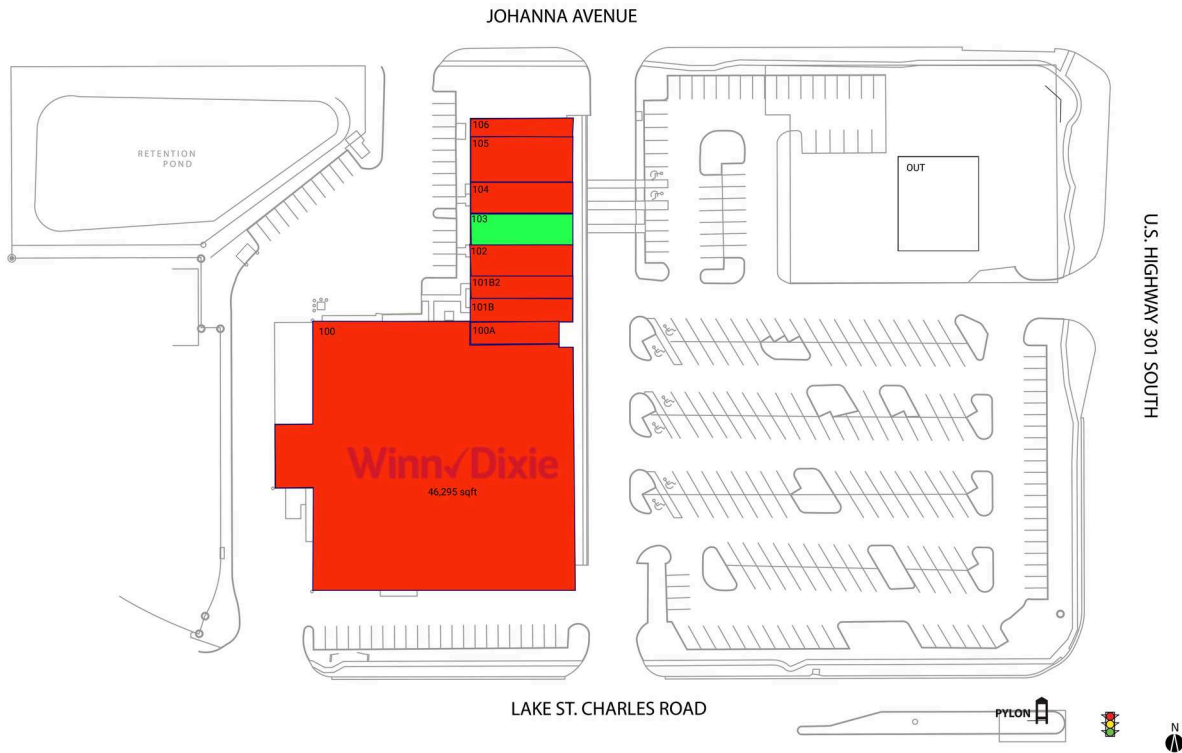 JOHANNA AVENUE
RETENTION
POND
106
105
104
103
102
101B2
101B
100
100A
OUT
U.S. HIGHWAY 301 SOUTH
Winn✓Dixie
46,295 sqft
LAKE ST. CHARLES ROAD
PYLON
N